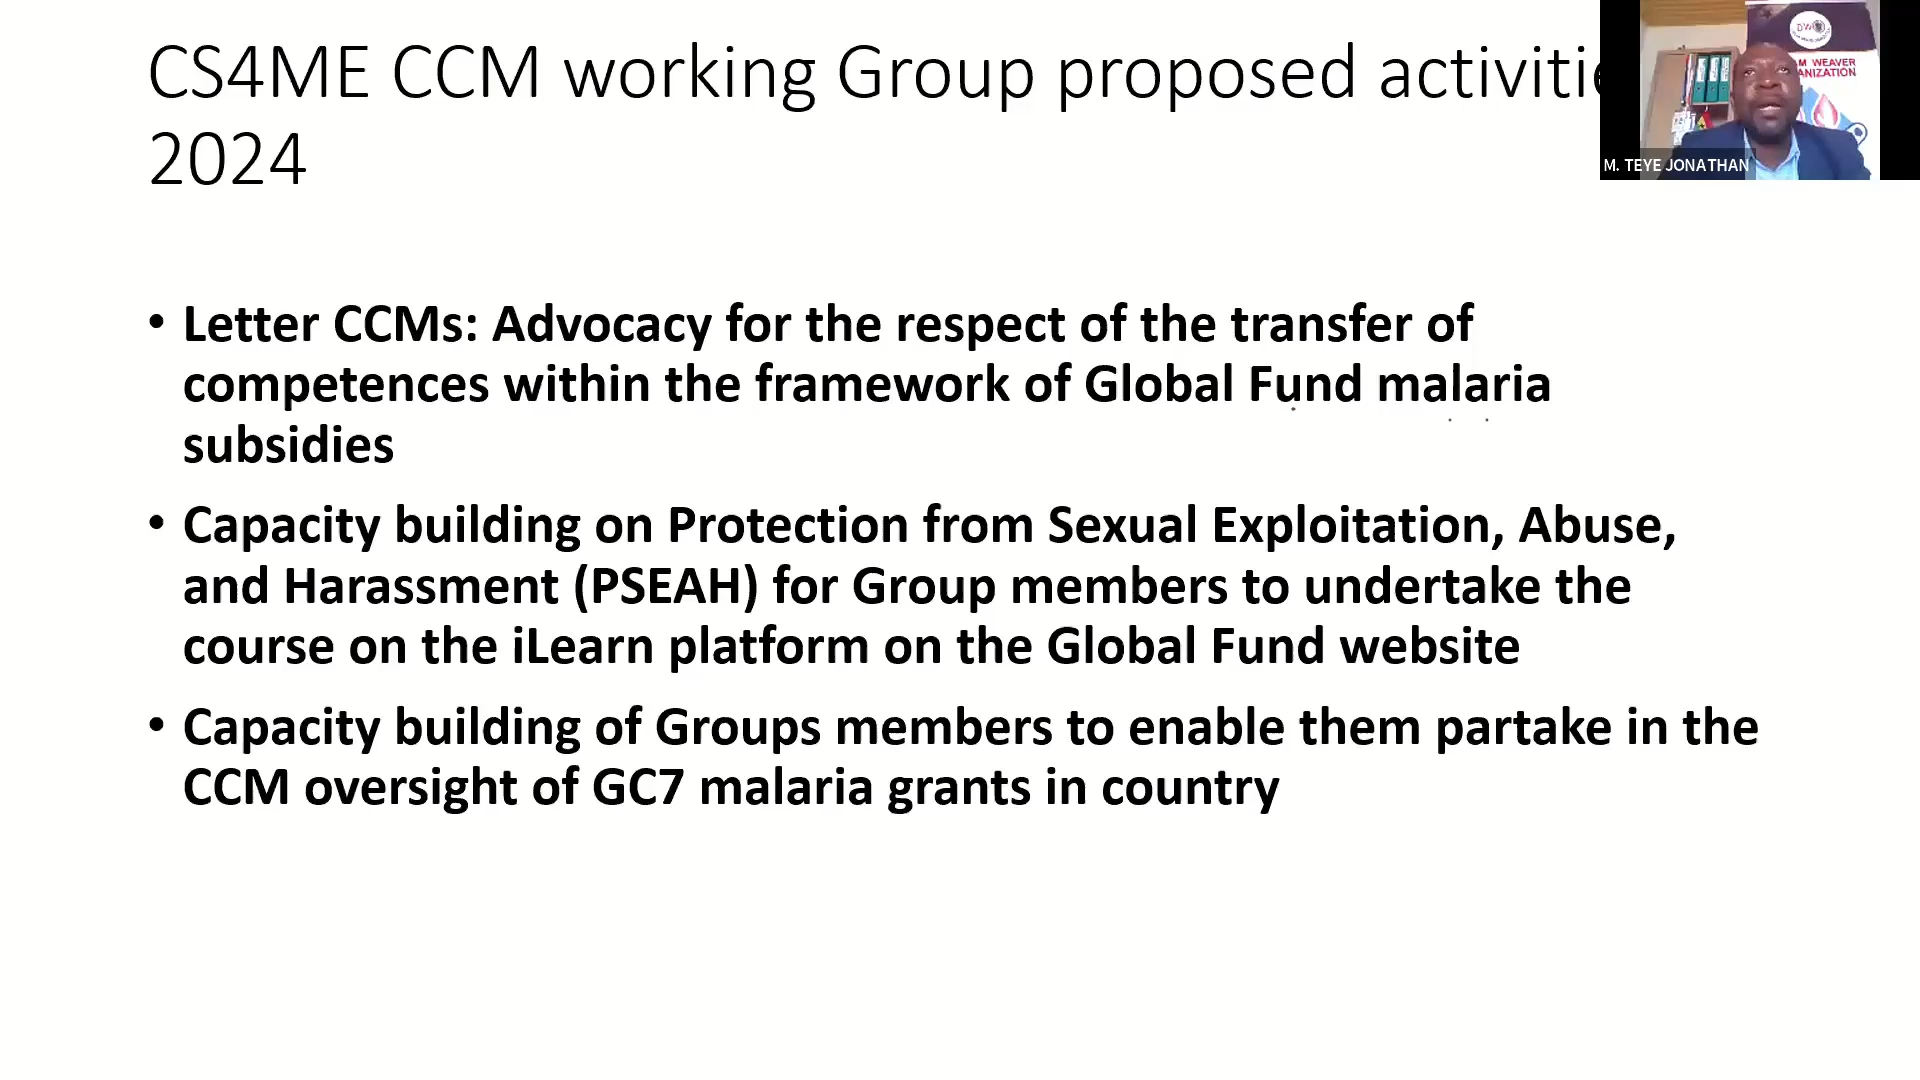 CS4ME CCM working Group proposed activitie
2024
• Letter CCMs: Advocacy for the respect of the transfer of
competences within the framework of Global Fund malaria
subsidies
• Capacity building on Protection from Sexual Exploitation, Abuse,
and Harassment (PSEAH) for Group members to undertake the
course on the iLearn platform on the Global Fund website
• Capacity building of Groups members to enable them partake in the
CCM oversight of GC7 malaria grants in country
M WEAVER
ANIZATION
M. TEYE JONATHAN